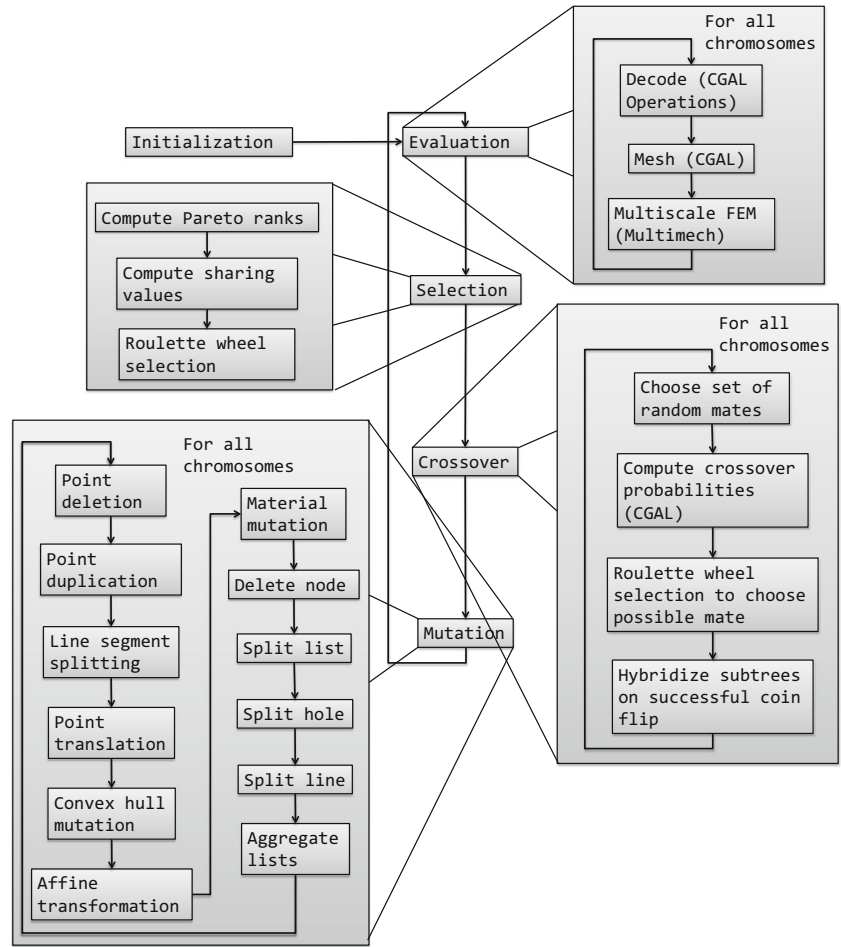 For all
chromosomes
Decode (CGAL
Operations)
Mesh (CGAL)
Multiscale FEM
(Multimech)
Initialization
Evaluation
Compute Pareto ranks
Compute sharing
values
Roulette wheel
selection
Selection
For all
chromosomes
Choose set of
random mates
Compute crossover
probabilities
(CGAL)
Roulette wheel
selection to choose
possible mate
Hybridize subtrees
on successful coin
flip
Crossover
For all
chromosomes
Point
deletion
Point
duplication
Line segment
splitting
Point
translation
Convex hull
mutation
Affine
transformation
Material
mutation
Delete node
Split list
Split hole
Split line
Aggregate
lists
Mutation